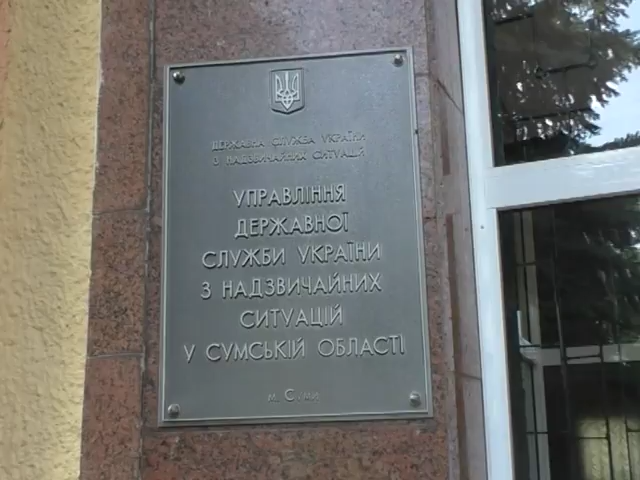 ДЕРЖАВНА СЛУЖБА УКРАЇНИ
З НАДЗВИЧАЙНИХ СИТУАЦІЙ
УПРАВЛІННЯ
ДЕРЖАВНОЇ
СЛУЖБИ УКРАЇНИ
З НАДЗВИЧАЙНИХ
СИТУАЦІЙ
У СУМСЬКІЙ ОБЛАСТІ
м. Суми